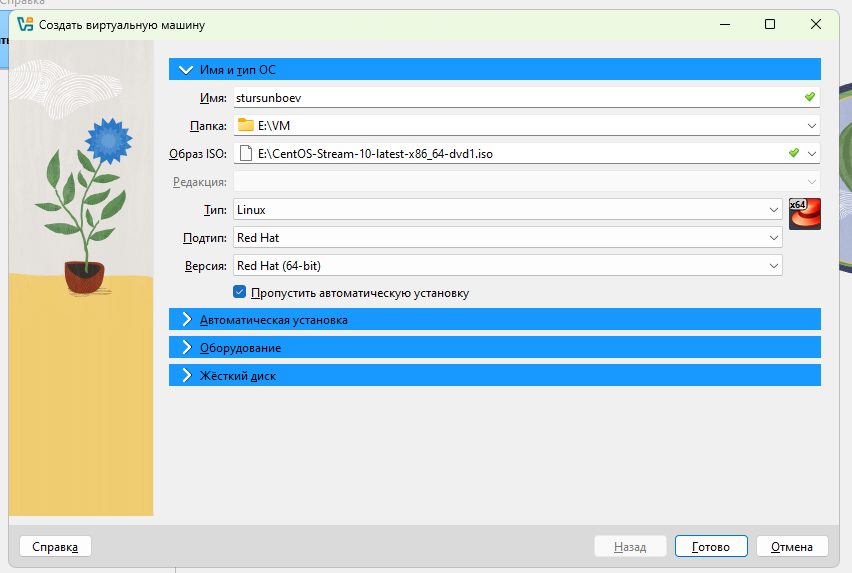 Справка
Создать виртуальную машину
Имя и тип ОС
Имя: stursunboev
Папка: E:\VM
Образ ISO: E:\CentOS-Stream-10-latest-x86_64-dvd1.iso
Редакция:
Тип: Linux
x64
Подтип: Red Hat
Версия: Red Hat (64-bit)
Пропустить автоматическую установку
Автоматическая установка
Оборудование
Жёсткий диск
Справка Назад Готово Отмена